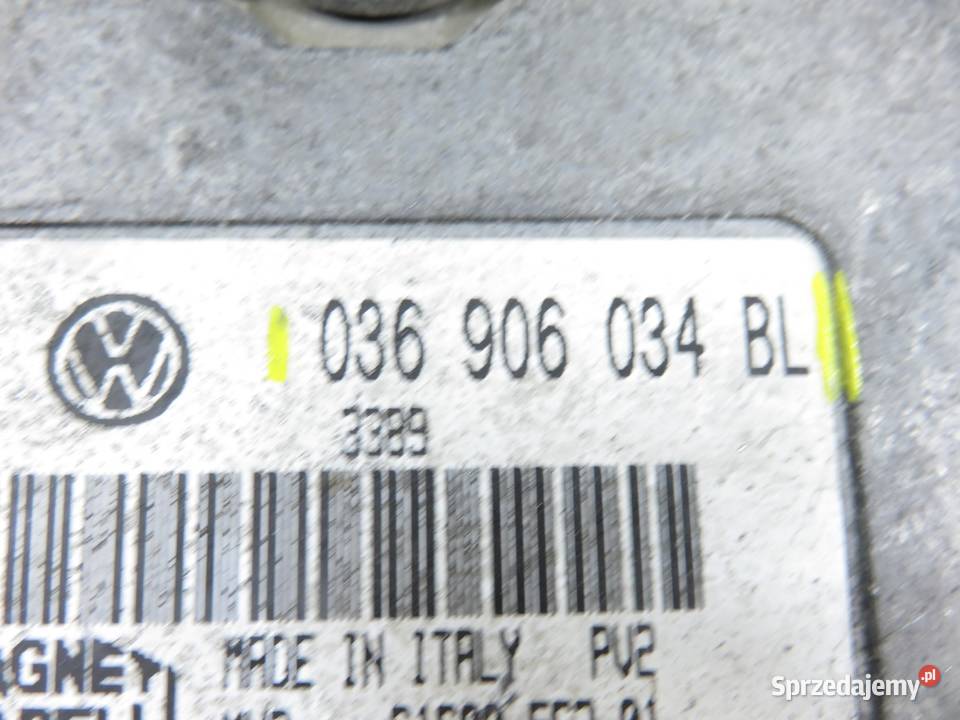 036 906 034 BL
3389
MADE IN ITALY PV2
Sprzedajemy.pl